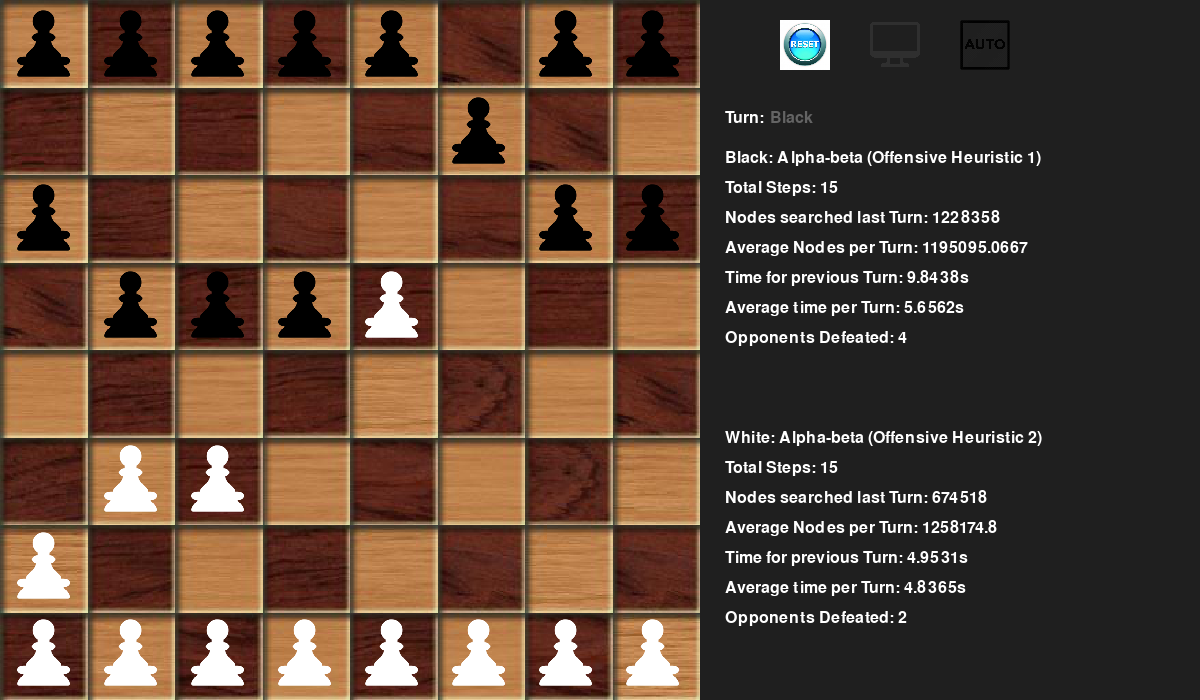 RESET
AUTO
Turn: Black
Black: Alpha-beta (Offensive Heuristic 1)
Total Steps: 15
Nodes searched last Turn: 1228358
Average Nodes per Turn: 1195095.0667
Time for previous Turn: 9.8438s
Average time per Turn: 5.6562s
Opponents Defeated: 4
White: Alpha-beta (Offensive Heuristic 2)
Total Steps: 15
Nodes searched last Turn: 674518
Average Nodes per Turn: 1258174.8
Time for previous Turn: 4.9531s
Average time per Turn: 4.8365s
Opponents Defeated: 2